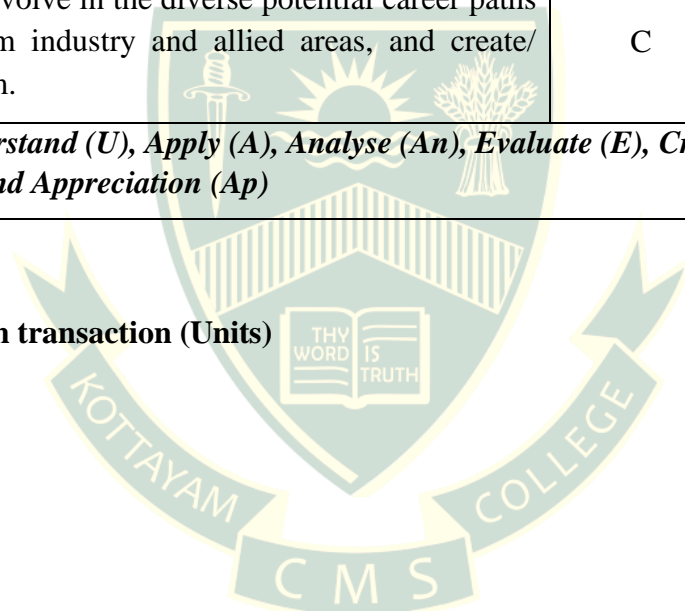 volve in the diverse potential career paths
m industry and allied areas, and create/
C
n.
rstand (U), Apply (A), Analyse (An), Evaluate (E), Cr
nd Appreciation (Ap)
n transaction (Units)
THY
WORD IS
TRUTH
KOTTAYAM
COLLEGE
CMS